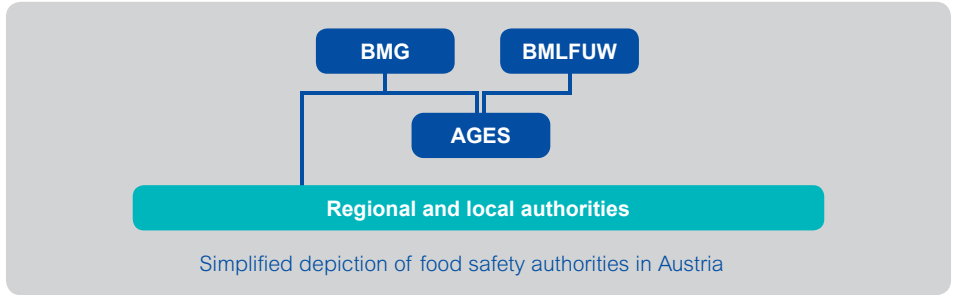 BMG
BMLFUW
AGES
Regional and local authorities
Simplified depiction of food safety authorities in Austria